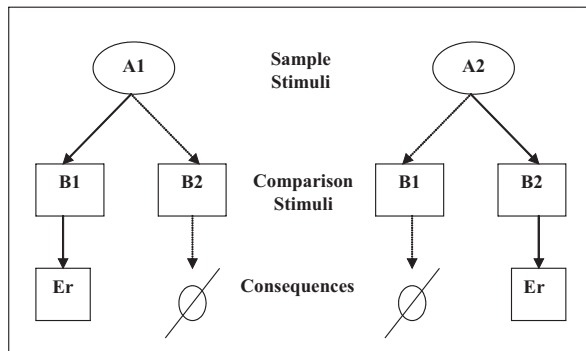 A1
Sample
Stimuli
A2
B1
B2
Comparison
Stimuli
B1
B2
Er
Consequences
Er